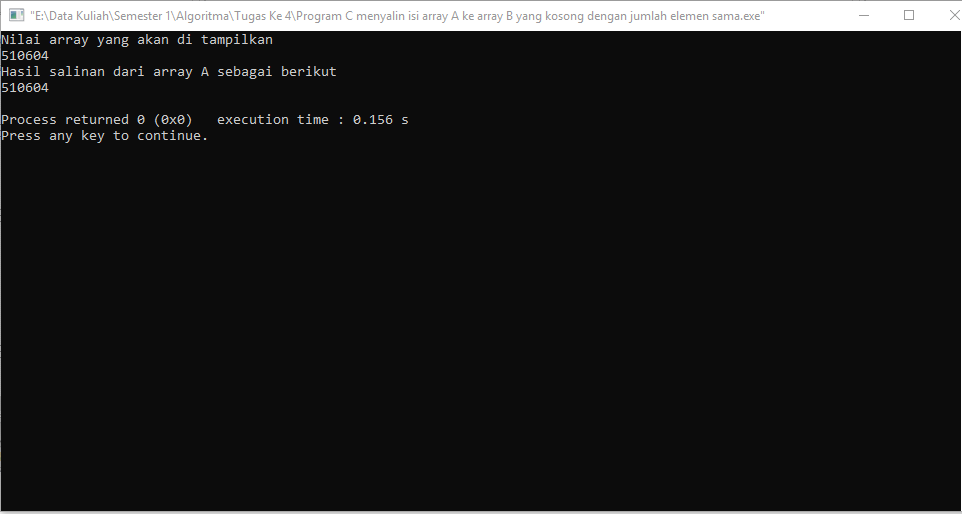 "E:\Data Kuliah\Semester 1\Algoritma\Tugas Ke 4\Program C menyalin isi array A ke array B yang kosong dengan jumlah elemen sama.exe"
Nilai array yang akan di tampilkan
510604
Hasil salinan dari array A sebagai berikut
510604
Process returned 0 (0x0)   execution time : 0.156 s
Press any key to continue.